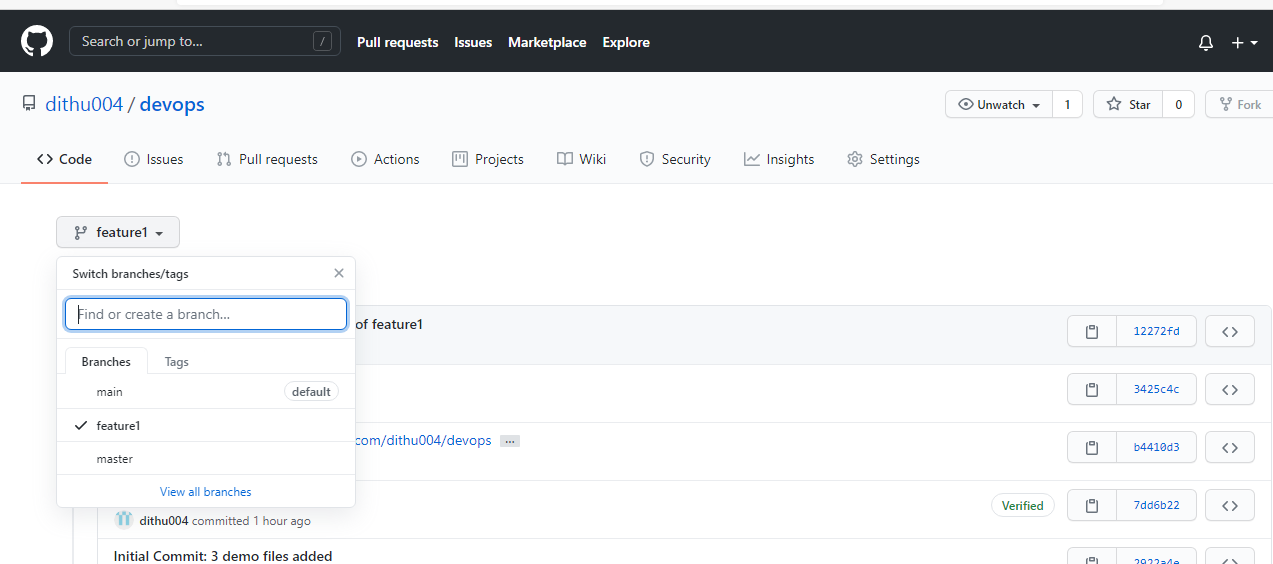 Search or jump to... /
Pull requests Issues Marketplace Explore
dithu004 / devops
Unwatch 1 Star 0 Fork
Code Issues Pull requests Actions Projects Wiki Security Insights Settings
feature1
Switch branches/tags
Find or create a branch...
Branches Tags
main default
feature1
master
View all branches
of feature1
12272fd
3425c4c
com/dithu004/devops ...
b4410d3
Verified
7dd6b22
dithu004 committed 1 hour ago
Initial Commit: 3 demo files added
2922a4e